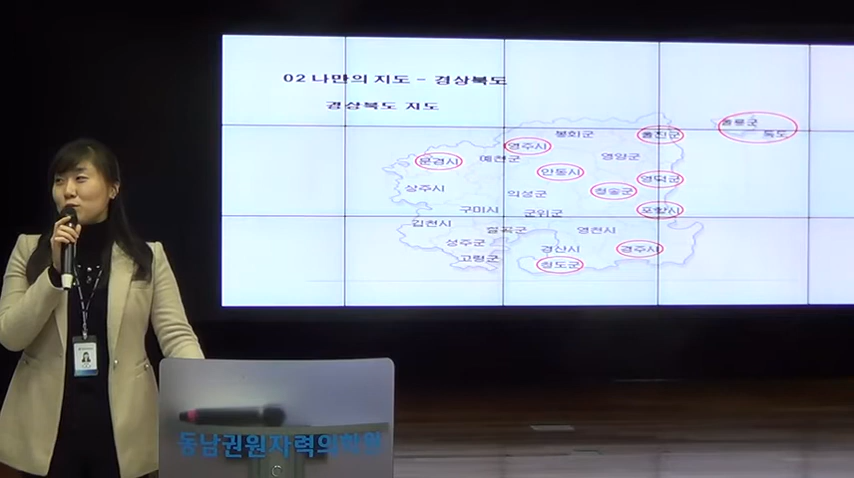 02 나만의 지도 - 경상북도
경상북도 지도
울릉군
독도
봉화군
울진군
영주시
예천군
영양군
문경시
안동시
영덕군
상주시
의성군
청송군
구미시
군위군
포항시
김천시
칠곡군
영천시
성주군
경산시
경주시
고령군
청도군
동남권원자력의학원